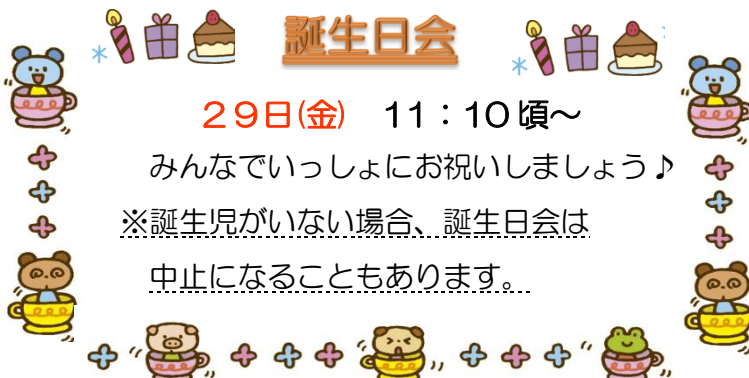 誕生日会
２９日(金)　11：10頃～
みんなでいっしょにお祝いしましょう♪
※誕生児がいない場合、誕生日会は
中止になることもあります。